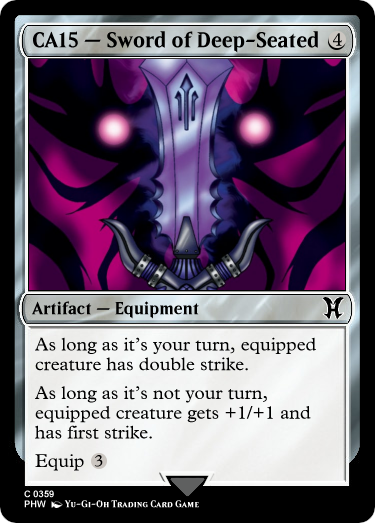 CA15 — Sword of Deep-Seated 4
Artifact — Equipment
As long as it's your turn, equipped
creature has double strike.
As long as it's not your turn,
equipped creature gets +1/+1 and
has first strike.
Equip 3
C 0359
PHW Yu-Gi-Oh Trading Card Game